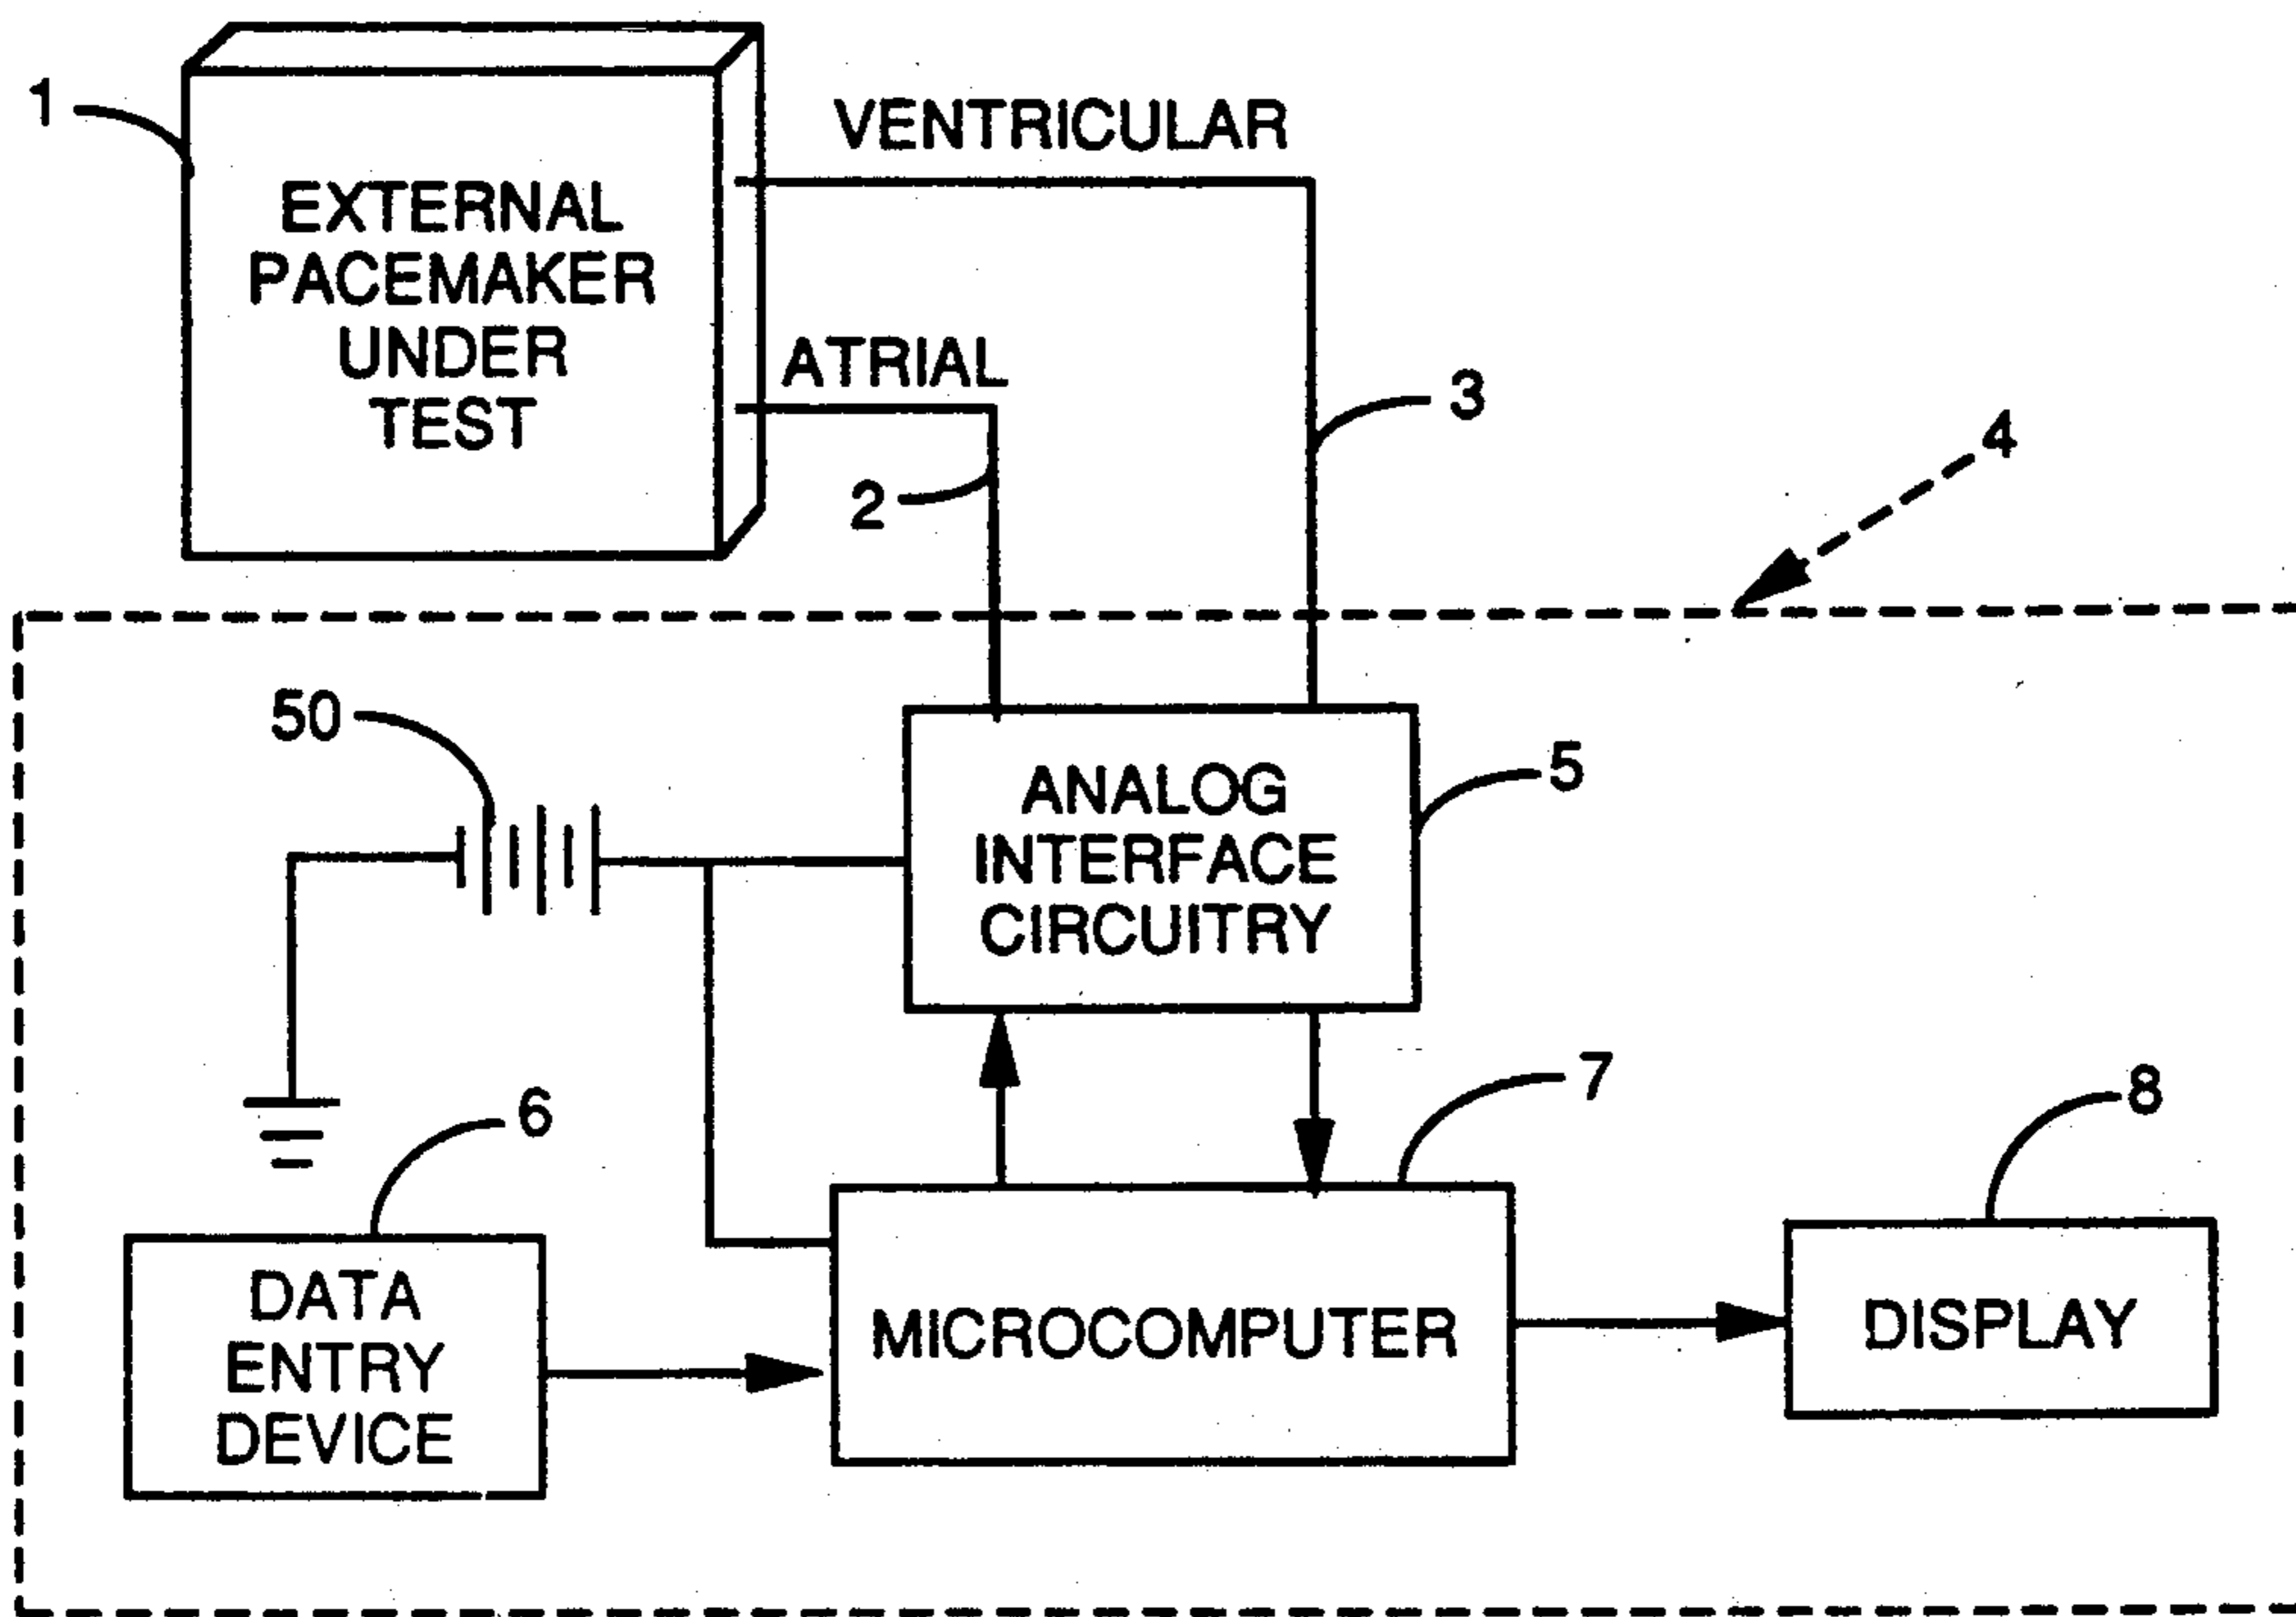 1
VENTRICULAR
EXTERNAL
PACEMAKER
UNDER
TEST
ATRIAL
3
2
4
50
5
ANALOG
INTERFACE
CIRCUITRY
6
7
8
DATA
ENTRY
DEVICE
MICROCOMPUTER
DISPLAY